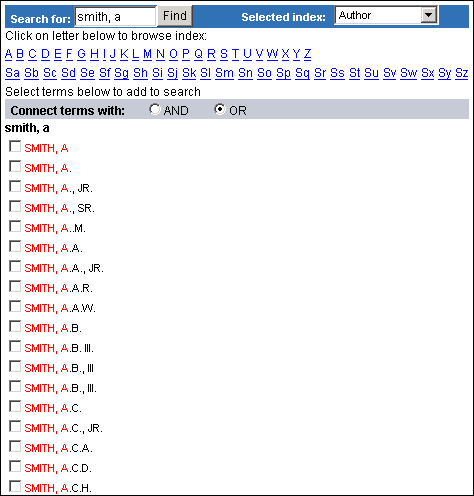 Search for: smith, a Find Selected index: Author
Click on letter below to browse index:
A B C D E F G H I J K L M N O P Q R S T U V W X Y Z
Sa Sb Sc Sd Se Sf Sg Sh Si Sj Sk Sl Sm Sn So Sp Sq Sr Ss St Su Sv Sw Sx Sy Sz
Select terms below to add to search
Connect terms with: AND OR
smith, a
SMITH, A
SMITH, A.
SMITH, A., JR.
SMITH, A., SR.
SMITH, A..M.
SMITH, A.A.
SMITH, A.A., JR.
SMITH, A.A.R.
SMITH, A.A.W.
SMITH, A.B.
SMITH, A.B. III.
SMITH, A.B., III
SMITH, A.B., III.
SMITH, A.C.
SMITH, A.C., JR.
SMITH, A.C.A.
SMITH, A.C.D.
SMITH, A.C.H.